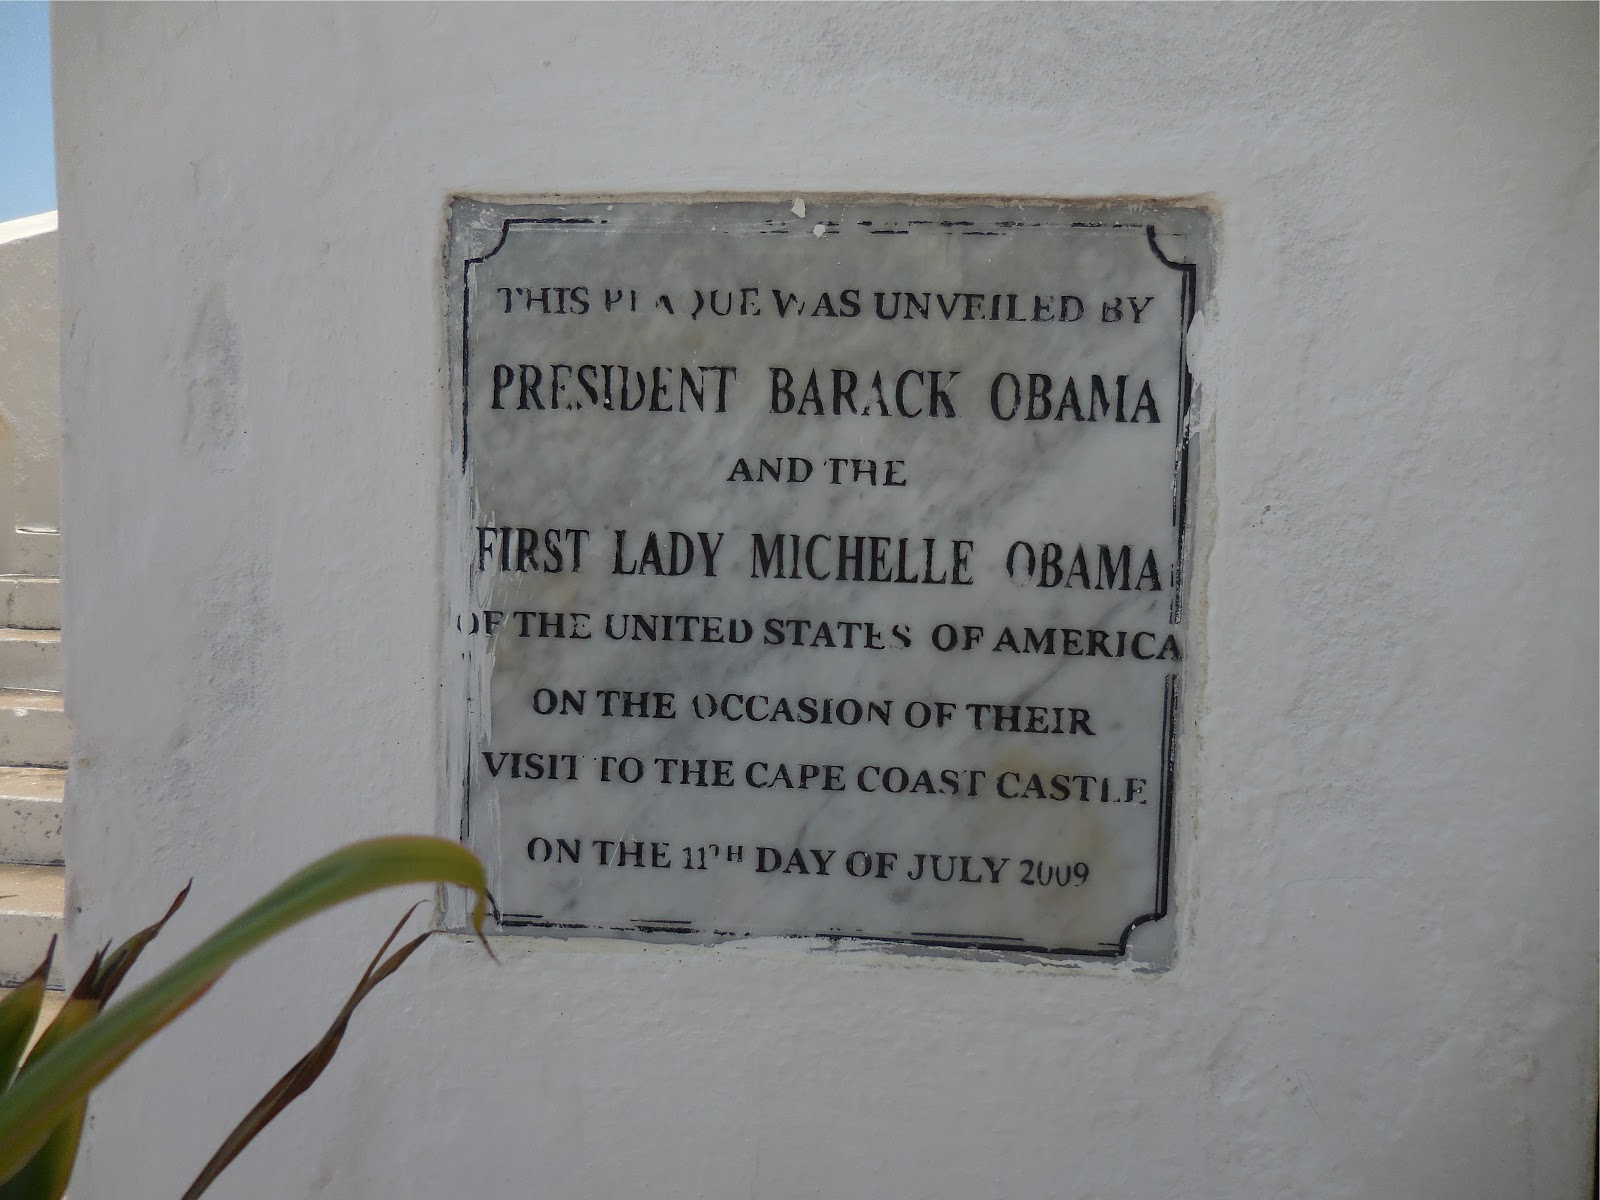 THIS PLAQUE WAS UNVEILED BY
PRESIDENT BARACK OBAMA
AND THE
FIRST LADY MICHELLE OBAMA
OF THE UNITED STATES OF AMERICA
ON THE OCCASION OF THEIR
VISIT TO THE CAPE COAST CASTLE
ON THE 11TH DAY OF JULY 2009